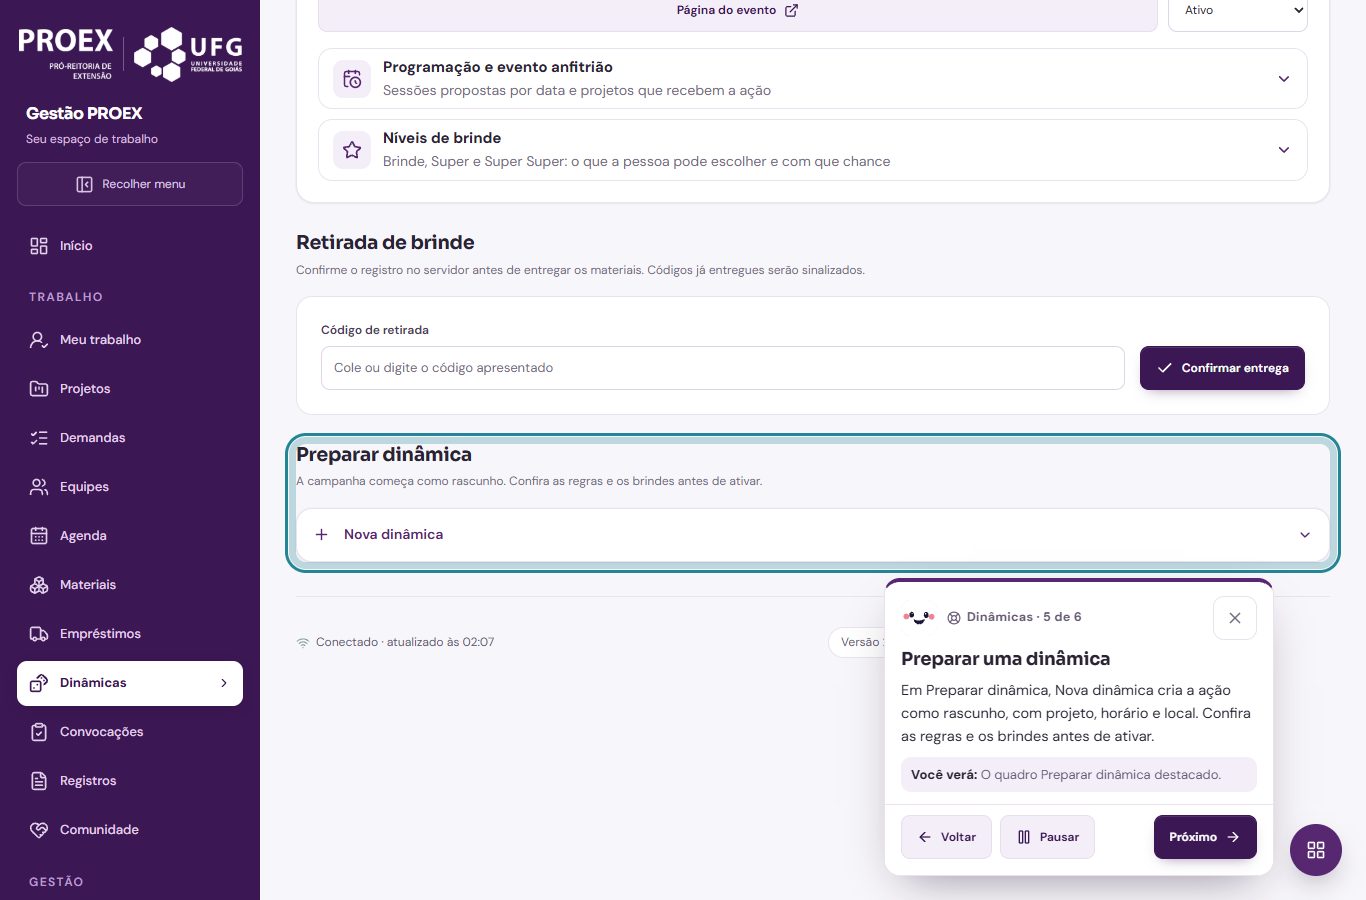 PROEX
PRÓ-REITORIA DE
EXTENSÃO
UFG
UNIVERSIDADE
FEDERAL DE GOIÁS
Gestão PROEX
Seu espaço de trabalho
Recolher menu
Início
TRABALHO
Meu trabalho
Projetos
Demandas
Equipes
Agenda
Materiais
Empréstimos
Dinâmicas
Convocações
Registros
Comunidade
GESTÃO
Página do evento
Ativo
Programação e evento anfitrião
Sessões propostas por data e projetos que recebem a ação
Níveis de brinde
Brinde, Super e Super Super: o que a pessoa pode escolher e com que chance
Retirada de brinde
Confirme o registro no servidor antes de entregar os materiais. Códigos já entregues serão sinalizados.
Código de retirada
Cole ou digite o código apresentado
Confirmar entrega
Preparar dinâmica
A campanha começa como rascunho. Confira as regras e os brindes antes de ativar.
Nova dinâmica
Conectado · atualizado às 02:07
Versão
Dinâmicas · 5 de 6
Preparar uma dinâmica
Em Preparar dinâmica, Nova dinâmica cria a ação
como rascunho, com projeto, horário e local. Confira
as regras e os brindes antes de ativar.
Você verá: O quadro Preparar dinâmica destacado.
Voltar
Pausar
Próximo